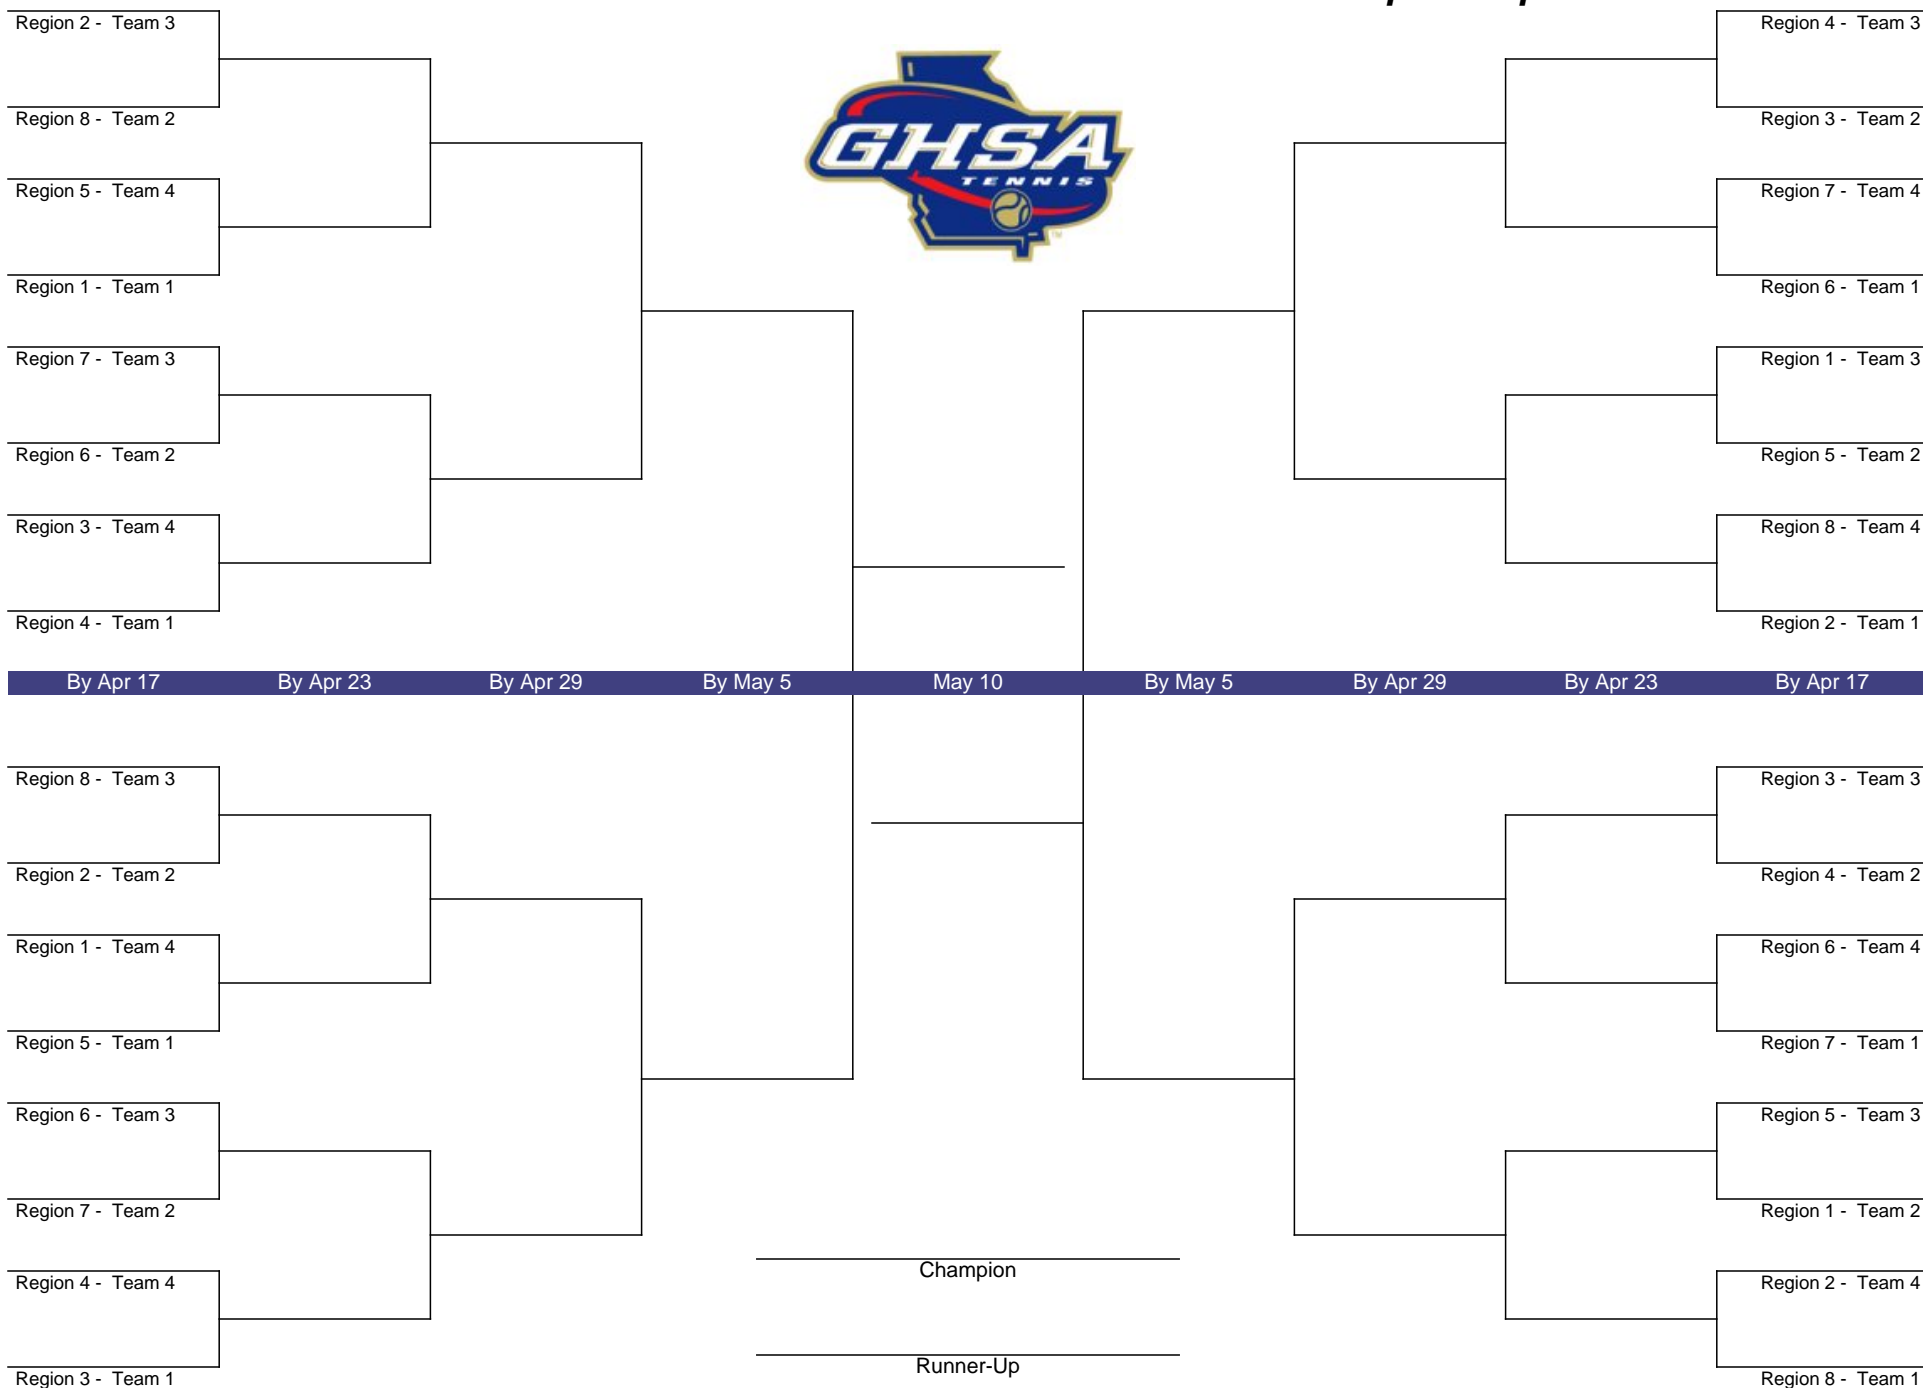 Region 2 - Team 3
Region 4 - Team 3
GHSA
TENNIS
TM
Region 8 - Team 2
Region 3 - Team 2
Region 5 - Team 4
Region 7 - Team 4
Region 1 - Team 1
Region 6 - Team 1
Region 7 - Team 3
Region 1 - Team 3
Region 6 - Team 2
Region 5 - Team 2
Region 3 - Team 4
Region 8 - Team 4
Region 4 - Team 1
Region 2 - Team 1
By Apr 17 By Apr 23 By Apr 29 By May 5 May 10 By May 5 By Apr 29 By Apr 23 By Apr 17
Region 8 - Team 3
Region 3 - Team 3
Region 2 - Team 2
Region 4 - Team 2
Region 1 - Team 4
Region 6 - Team 4
Region 5 - Team 1
Region 7 - Team 1
Region 6 - Team 3
Region 5 - Team 3
Region 7 - Team 2
Region 1 - Team 2
Champion
Region 4 - Team 4
Region 2 - Team 4
Runner-Up
Region 3 - Team 1
Region 8 - Team 1